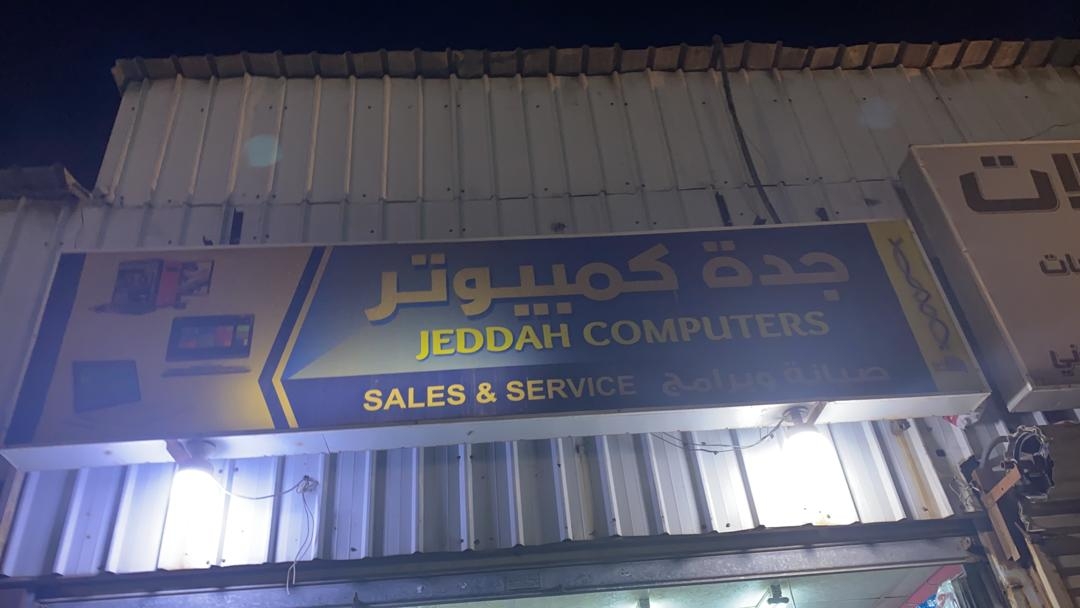 جدة كمبيوتر
JEDDAH COMPUTERS
SALES & SERVICE صيانة وبرامج